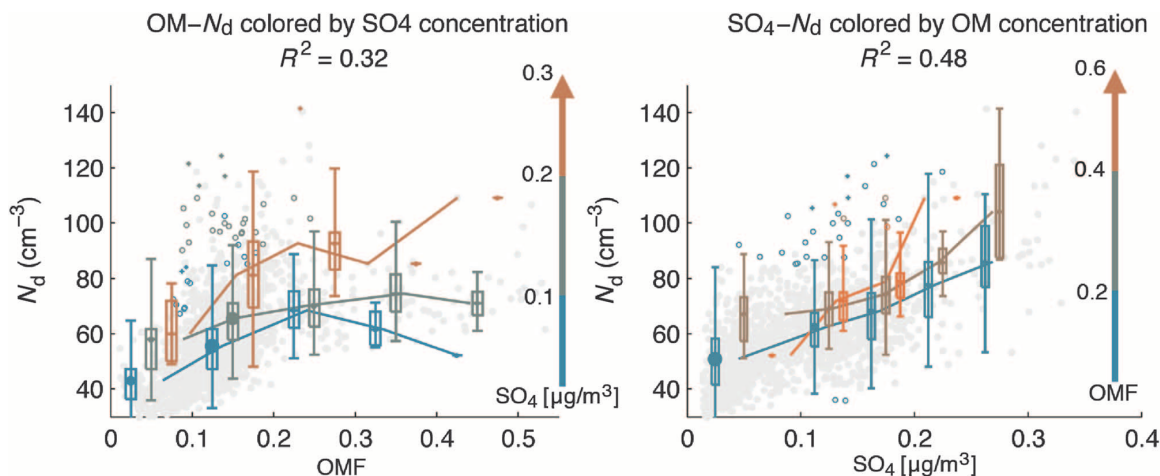 OM–Nd colored by SO4 concentration
R² = 0.32
Nd (cm⁻³)
140
120
100
80
60
40
0
0.1
0.2
0.3
0.4
0.5
OMF
0.3
0.2
0.1
SO₄ [µg/m³]
SO₄–Nd colored by OM concentration
R² = 0.48
Nd (cm⁻³)
140
120
100
80
60
40
0
0.1
0.2
0.3
0.4
SO₄ [µg/m³]
0.6
0.4
0.2
OMF